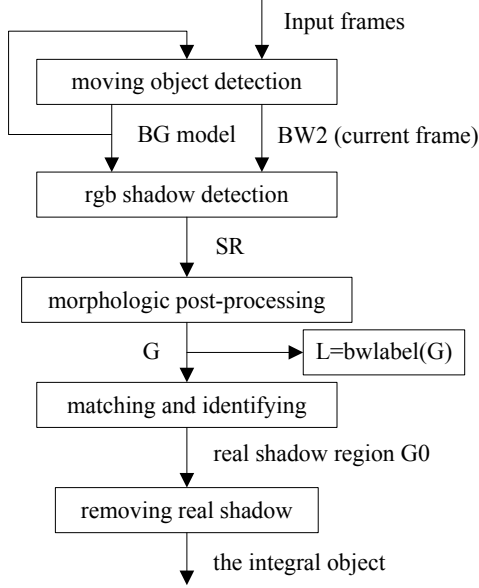 Input frames
moving object detection
BG model
BW2 (current frame)
rgb shadow detection
SR
morphologic post-processing
G
L=bwlabel(G)
matching and identifying
real shadow region G0
removing real shadow
the integral object